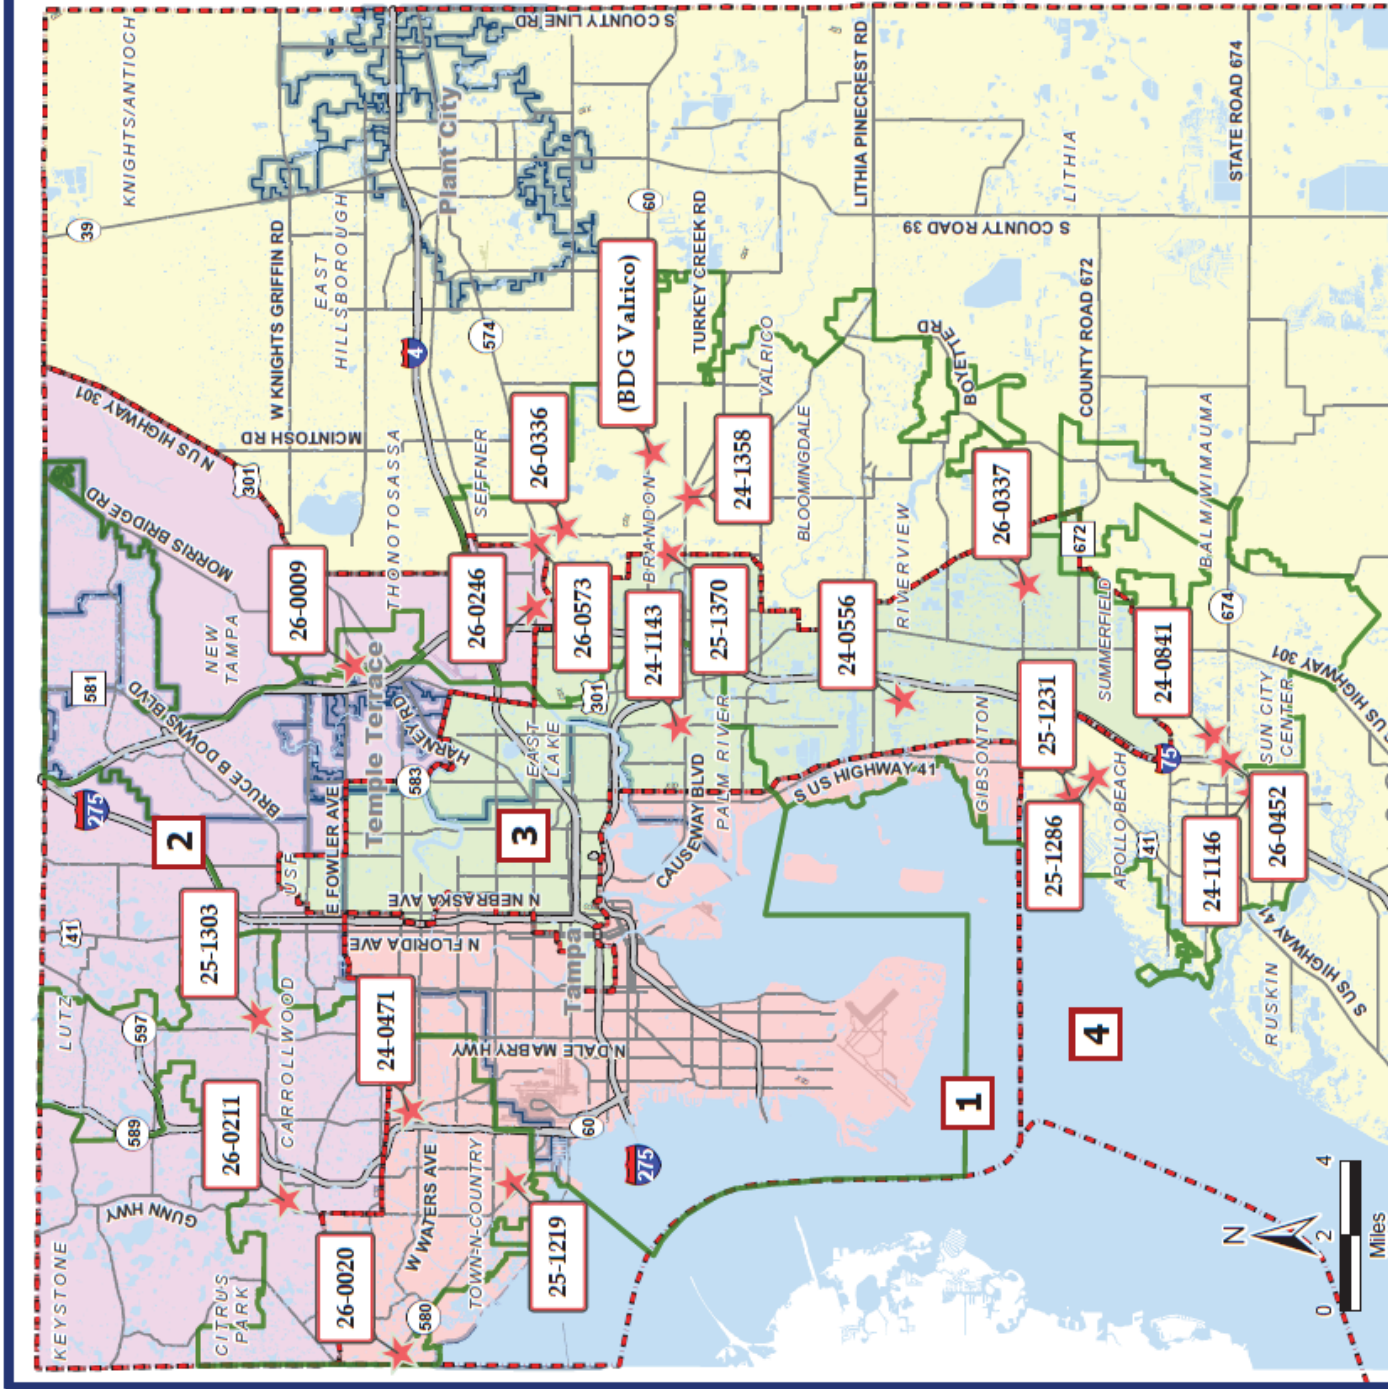 KEYSTONE
LUTZ
KNIGHTS/ANTIOCH
S COUNTY LINE RD
39
41
275
581
MORRIS BRIDGE RD
N US HIGHWAY 301
301
W KNIGHTS GRIFFIN RD
EAST
HILLSBOROUGH
MCINTOSH RD
Plant City
597
589
GUNN HWY
CITRUS
PARK
26-0211
CARROLLWOOD
25-1303
2
BRUCE B DOWNS BLVD
NEW
TAMPA
26-0009
THONOTOSASSA
4
574
SEFFNER
USF
E FOWLER AVE
Temple Terrace
583
HARNEY RD
26-0246
26-0336
26-0020
580
W WATERS AVE
24-0471
N FLORIDA AVE
N NEBRASKA AVE
3
EAST
LAKE
26-0573
(BDG Valrico)
60
TURKEY CREEK RD
TOWN-N-COUNTRY
25-1219
N DALE MABRY HWY
Tampa
60
275
301
24-1143
BRANDON
25-1370
24-1358
VALRICO
CAUSEWAY BLVD
PALM RIVER
BLOOMINGDALE
LITHIA PINECREST RD
24-0556
RIVERVIEW
S US HIGHWAY 41
GIBSONTON
BOYETTE RD
S COUNTY ROAD 39
LITHIA
26-0337
COUNTY ROAD 672
672
1
4
25-1286
25-1231
APOLLO BEACH
SUMMERFIELD
24-0841
BALM/WIMAUMA
STATE ROAD 674
674
41
75
24-1146
26-0452
SUN CITY
CENTER
US HIGHWAY 301
RUSKIN
S US HIGHWAY 41
N
0
2
4
Miles